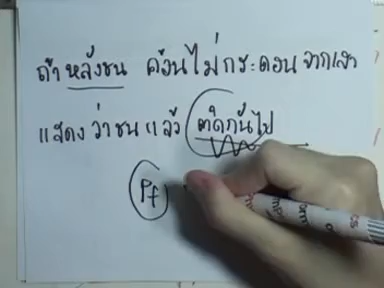 ถ้า หลังชน ค้อนไม่กระดอน จากเสา
แสดงว่าชนแล้ว ติดกันไป
Pf